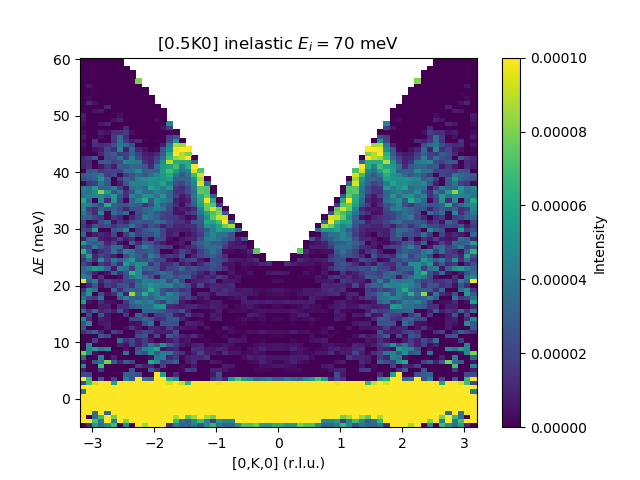 [0.5K0] inelastic $E_i = 70$ meV
60
50
40
30
20
10
0
ΔE (meV)
−3 −2 −1 0 1 2 3
[0,K,0] (r.l.u.)
0.00010
0.00008
0.00006
0.00004
0.00002
0.00000
Intensity